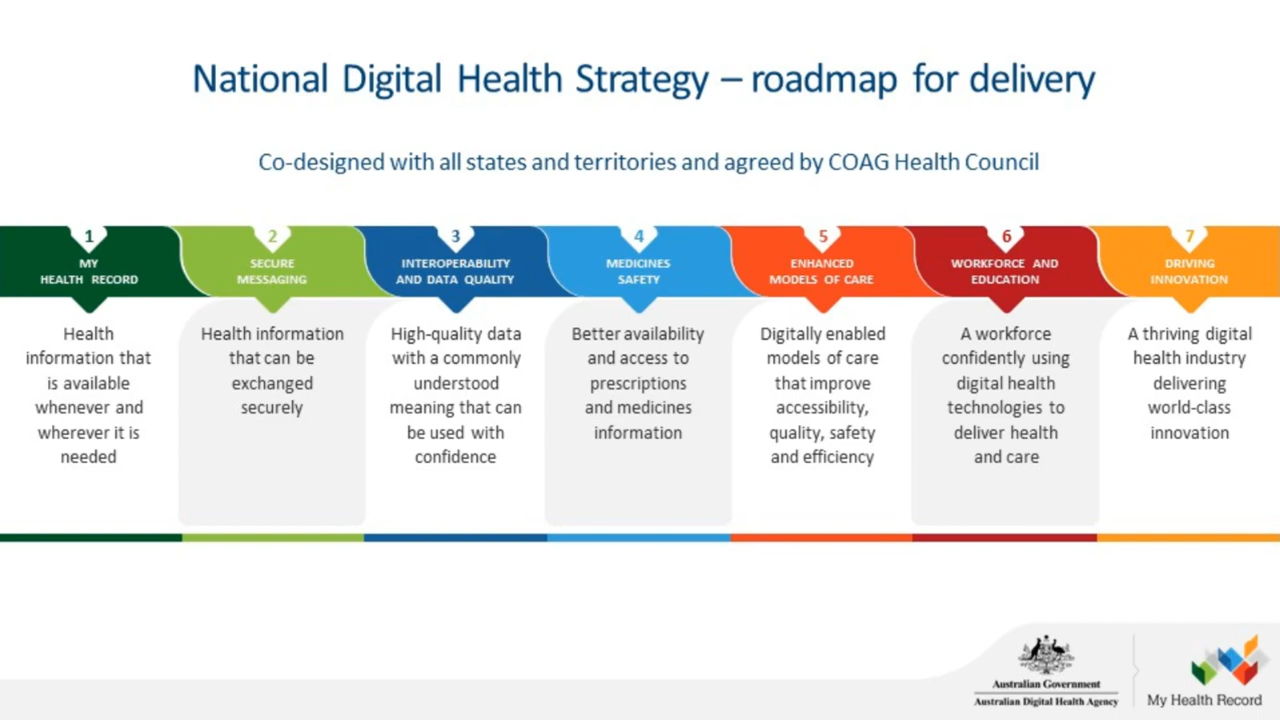 National Digital Health Strategy – roadmap for delivery
Co-designed with all states and territories and agreed by COAG Health Council
1
MY
HEALTH RECORD
Health
information that
is available
whenever and
wherever it is
needed
2
SECURE
MESSAGING
Health information
that can be
exchanged
securely
3
INTEROPERABILITY
AND DATA QUALITY
High-quality data
with a commonly
understood
meaning that can
be used with
confidence
4
MEDICINES
SAFETY
Better availability
and access to
prescriptions
and medicines
information
5
ENHANCED
MODELS OF CARE
Digitally enabled
models of care
that improve
accessibility,
quality, safety
and efficiency
6
WORKFORCE AND
EDUCATION
A workforce
confidently using
digital health
technologies to
deliver health
and care
7
DRIVING
INNOVATION
A thriving digital
health industry
delivering
world-class
innovation
Australian Government
Australian Digital Health Agency
My Health Record